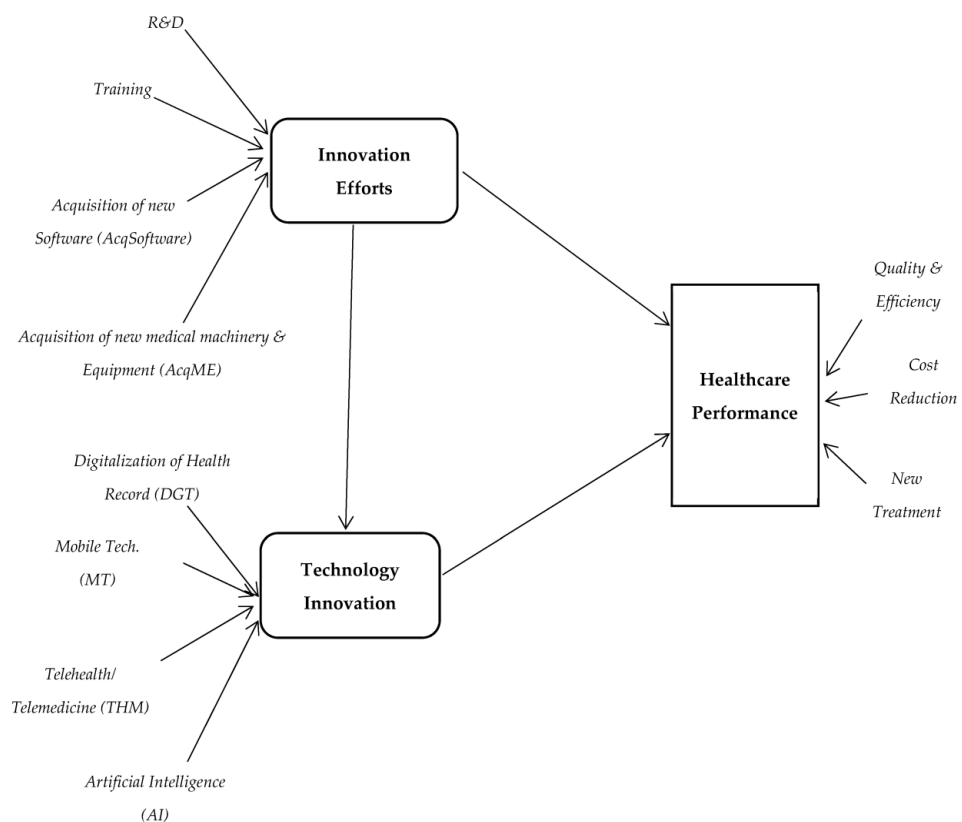 R&D
Training
Innovation
Efforts
Acquisition of new
Software (AcqSoftware)
Acquisition of new medical machinery &
Equipment (AcqME)
Quality &
Efficiency
Cost
Reduction
Healthcare
Performance
New
Treatment
Digitalization of Health
Record (DGT)
Mobile Tech.
(MT)
Technology
Innovation
Telehealth/
Telemedicine (THM)
Artificial Intelligence
(AI)